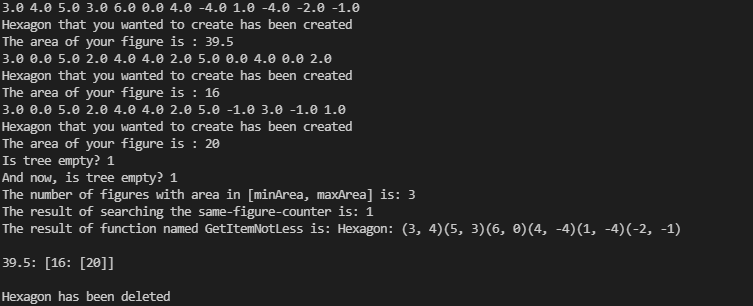 3.0 4.0 5.0 3.0 6.0 0.0 4.0 -4.0 1.0 -4.0 -2.0 -1.0
Hexagon that you wanted to create has been created
The area of your figure is : 39.5
3.0 0.0 5.0 2.0 4.0 4.0 2.0 5.0 0.0 4.0 0.0 2.0
Hexagon that you wanted to create has been created
The area of your figure is : 16
3.0 0.0 5.0 2.0 4.0 4.0 2.0 5.0 -1.0 3.0 -1.0 1.0
Hexagon that you wanted to create has been created
The area of your figure is : 20
Is tree empty? 1
And now, is tree empty? 1
The number of figures with area in [minArea, maxArea] is: 3
The result of searching the same-figure-counter is: 1
The result of function named GetItemNotLess is: Hexagon: (3, 4)(5, 3)(6, 0)(4, -4)(1, -4)(-2, -1)
39.5: [16: [20]]
Hexagon has been deleted